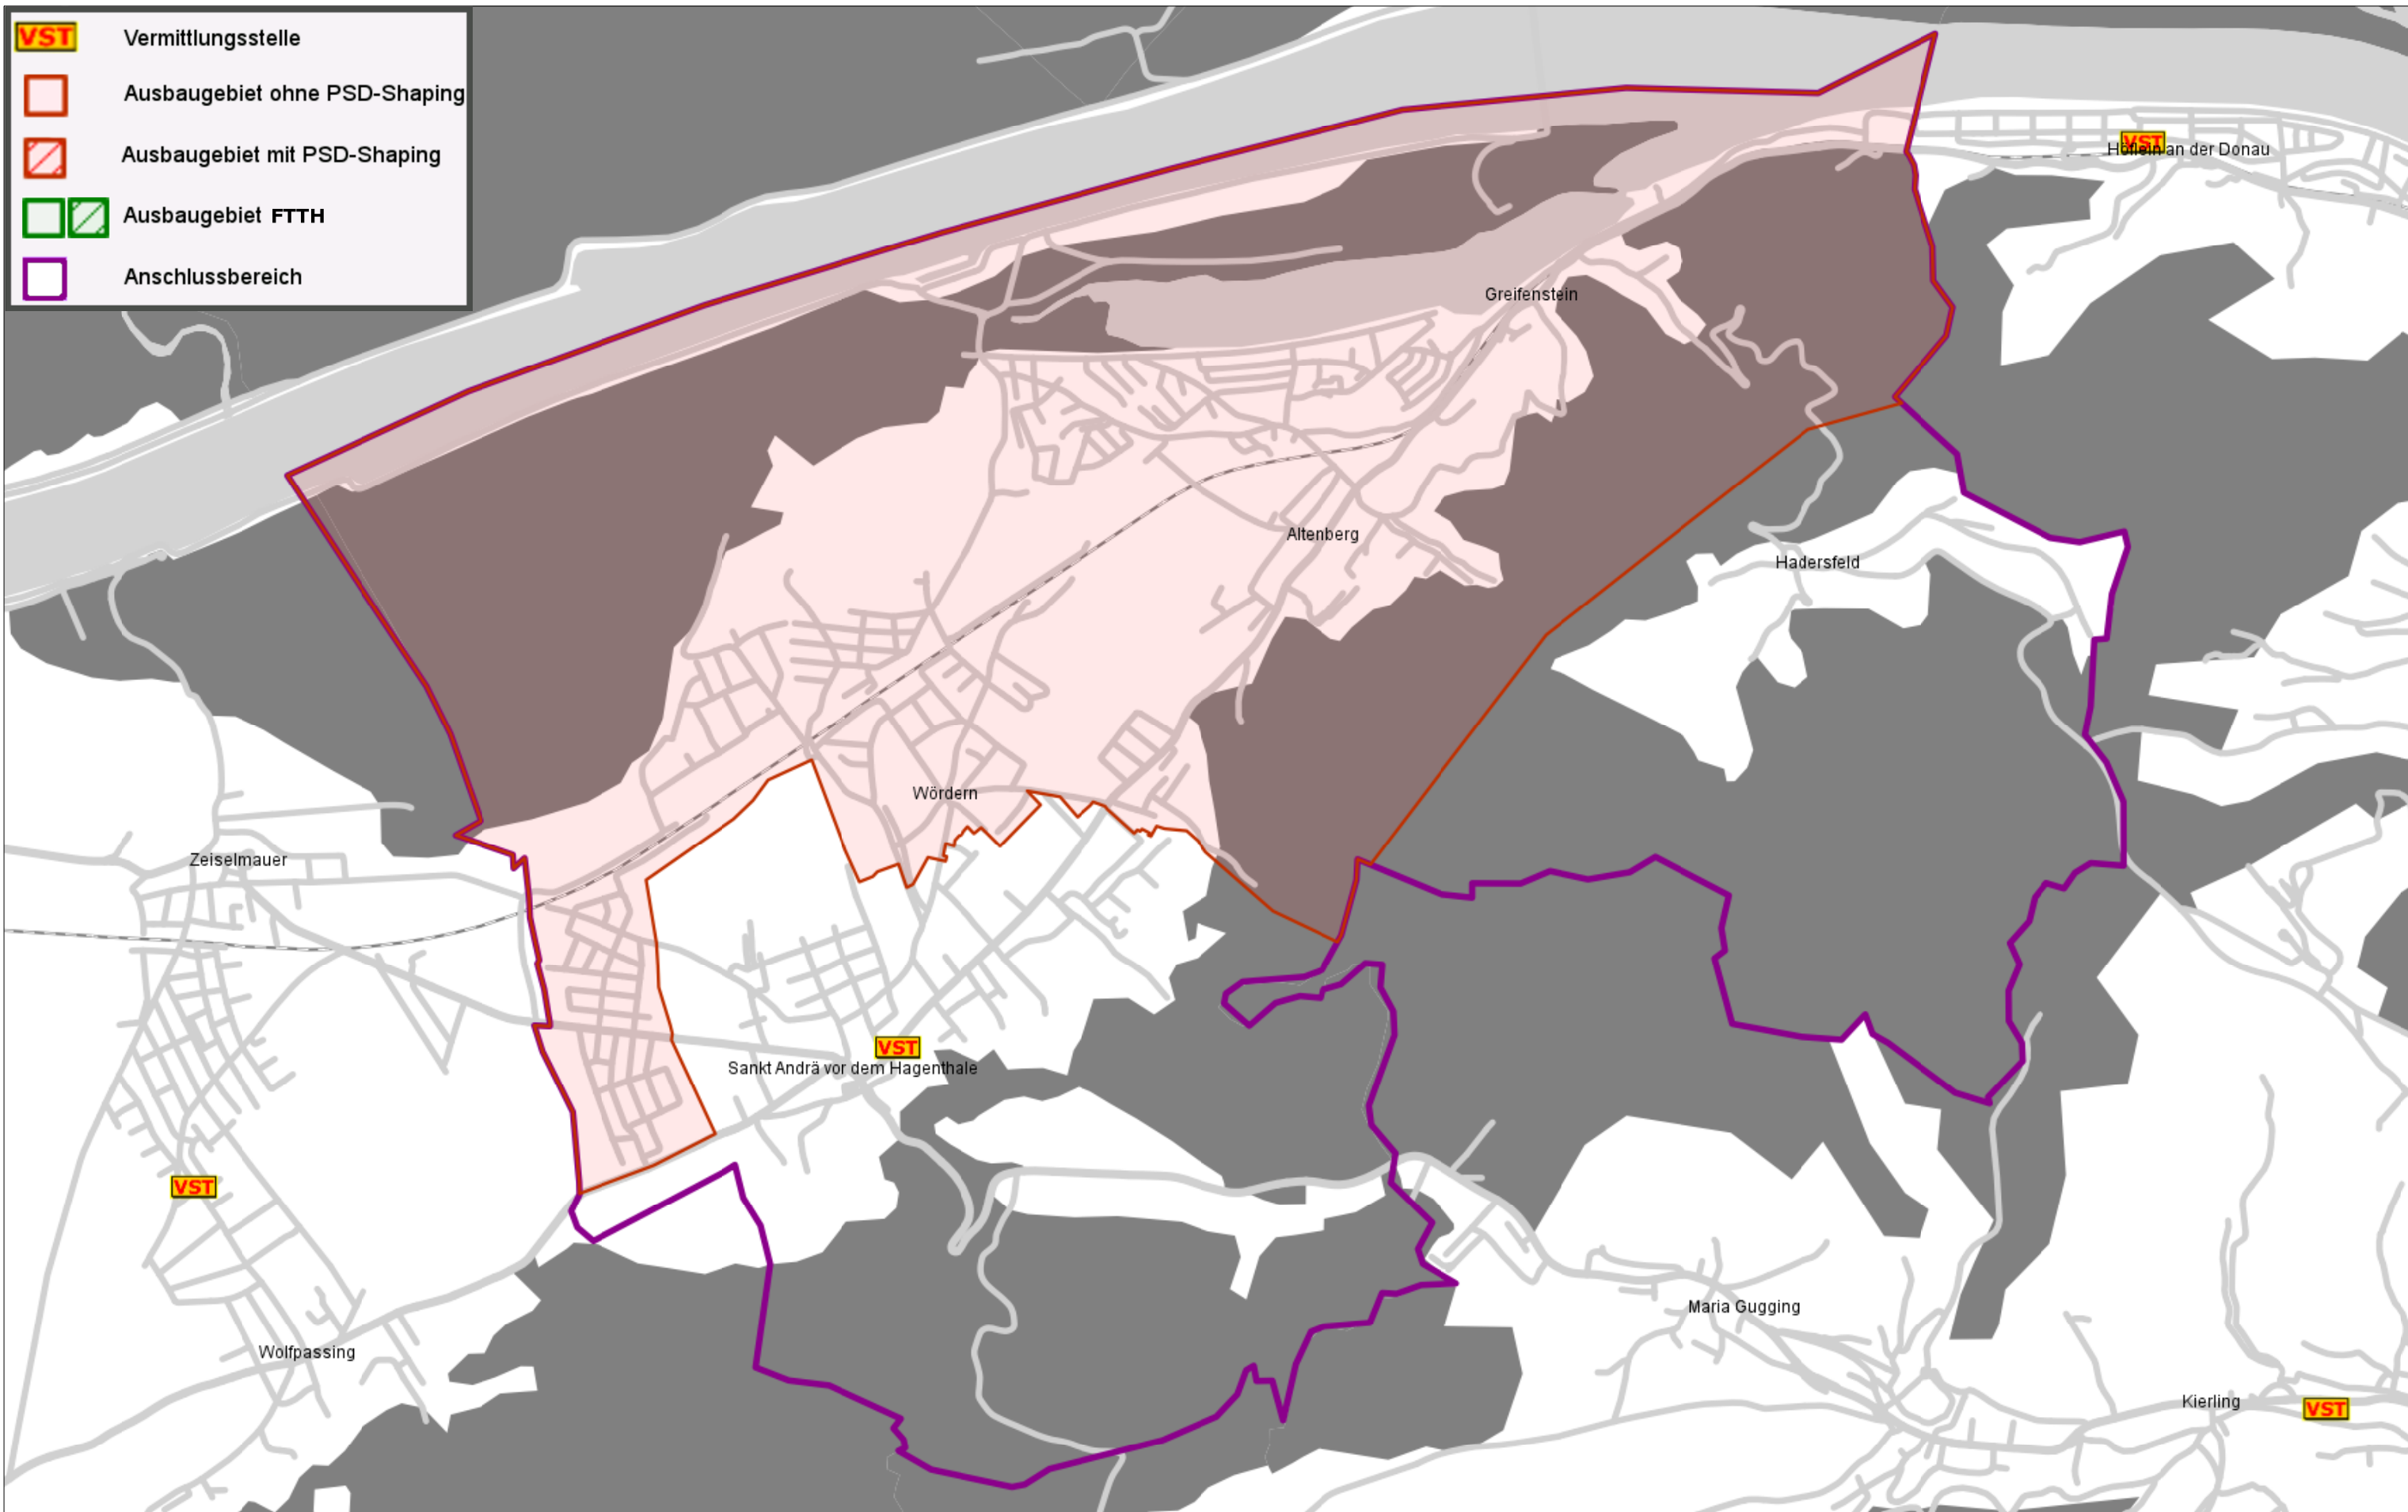 VST Vermittlungsstelle
Ausbaugebiet ohne PSD-Shaping
Ausbaugebiet mit PSD-Shaping
Ausbaugebiet FTTH
Anschlussbereich
VST
Höflein an der Donau
Greifenstein
Altenberg
Hadersfeld
Wördern
Zeiselmauer
VST
Sankt Andrä vor dem Hagenthale
VST
Maria Gugging
Wolfpassing
Kierling
VST